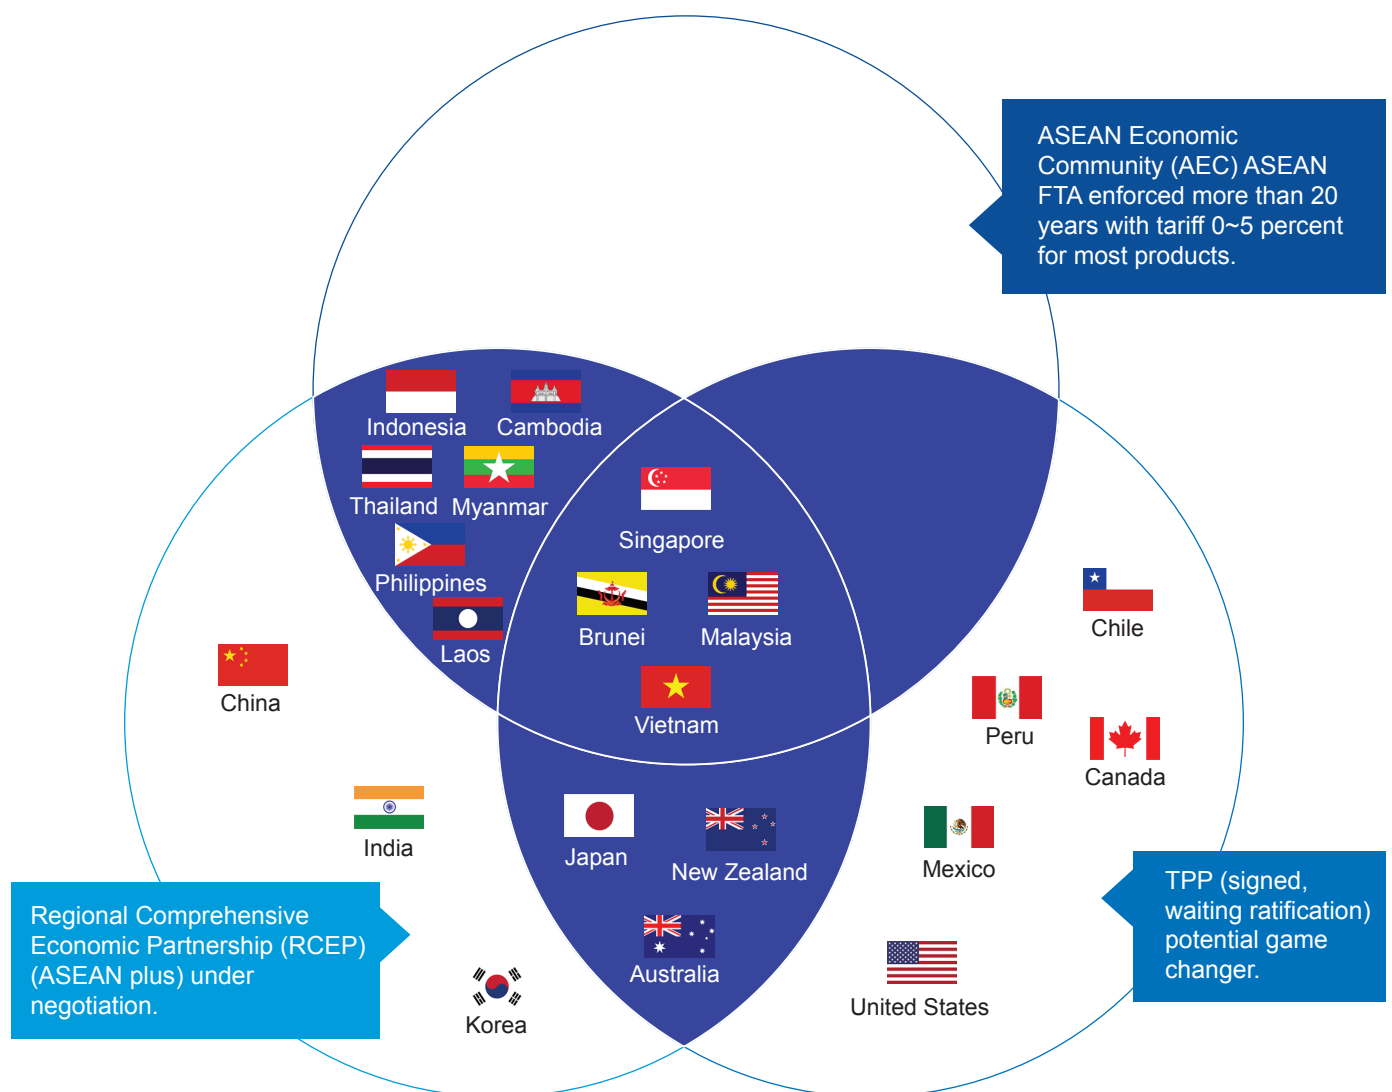 ASEAN Economic
Community (AEC) ASEAN
FTA enforced more than 20
years with tariff 0~5 percent
for most products.
Indonesia
Cambodia
Thailand
Myanmar
Philippines
Laos
Singapore
Brunei
Malaysia
Vietnam
China
India
Korea
Japan
New Zealand
Australia
Chile
Peru
Canada
Mexico
United States
Regional Comprehensive
Economic Partnership (RCEP)
(ASEAN plus) under
negotiation.
TPP (signed,
waiting ratification)
potential game
changer.